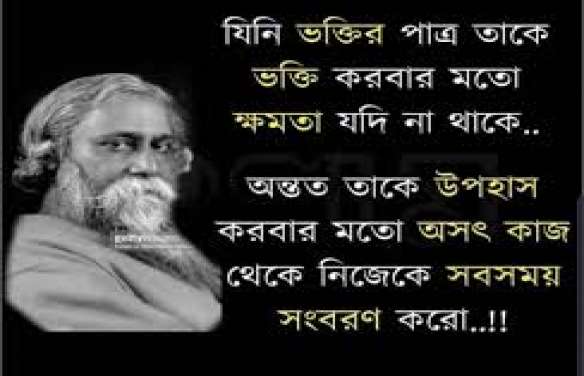 যিনি ভক্তির পাত্র তাকে
ভক্তি করবার মতো
ক্ষমতা যদি না থাকে..
অন্তত তাকে উপহাস
করবার মতো অসৎ কাজ
থেকে নিজেকে সবসময়
সংবরণ করো..!!